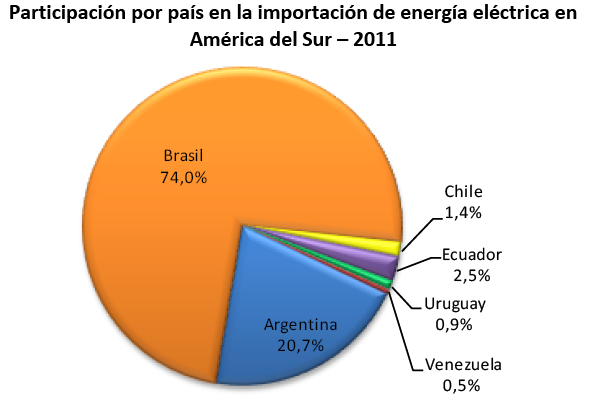 Participación por país en la importación de energía eléctrica en
América del Sur – 2011
Brasil
74,0%
Chile
1,4%
Ecuador
2,5%
Uruguay
0,9%
Argentina
20,7%
Venezuela
0,5%